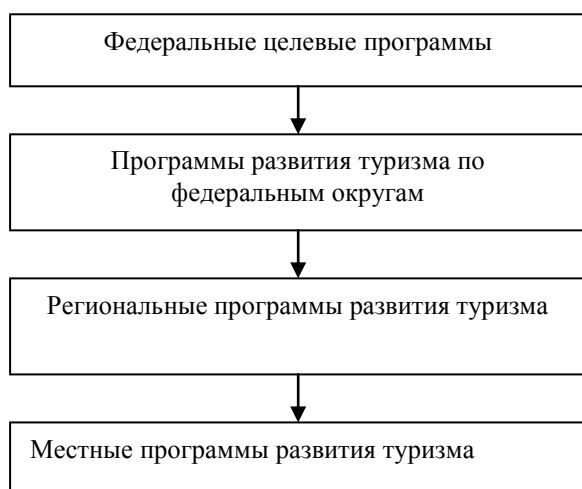 Федеральные целевые программы
Программы развития туризма по
федеральным округам
Региональные программы развития туризма
Местные программы развития туризма